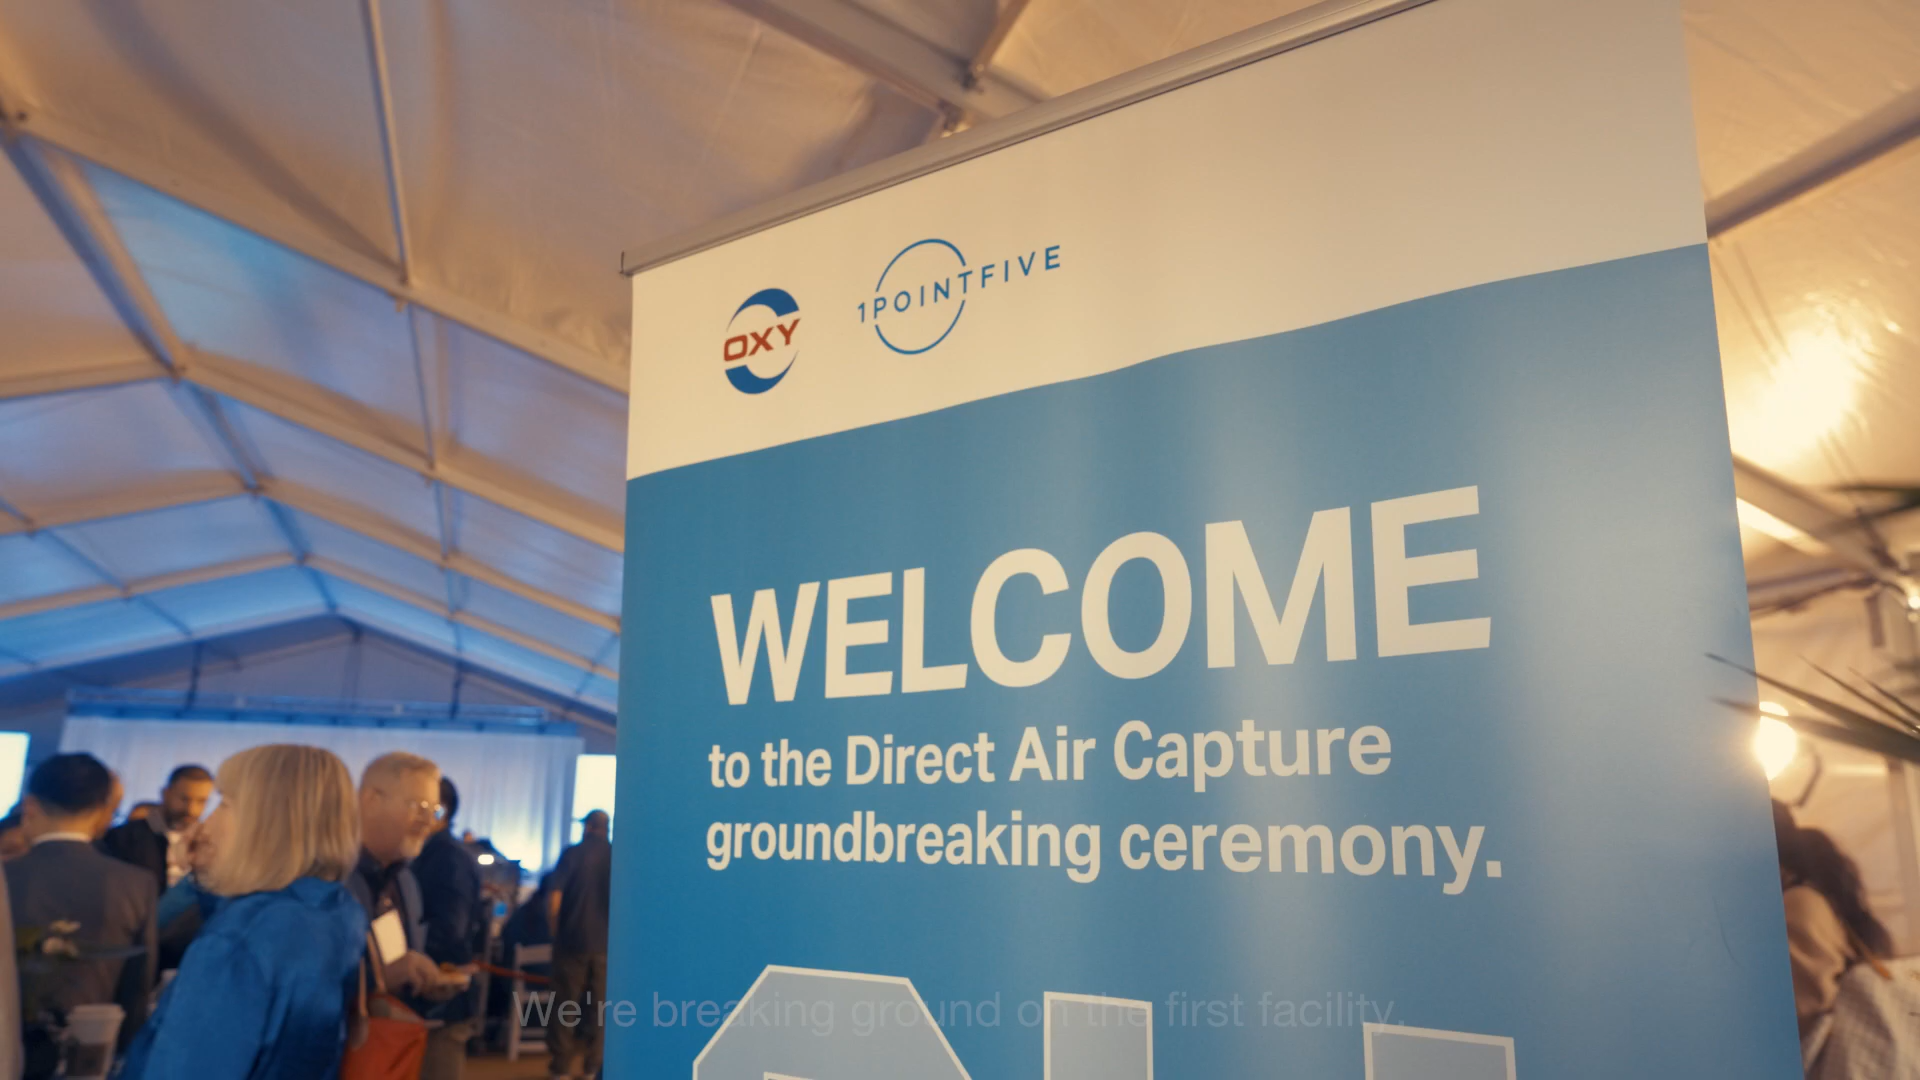 OXY
1POINTFIVE
WELCOME
to the Direct Air Capture
groundbreaking ceremony.
We're breaking ground on the first facility.